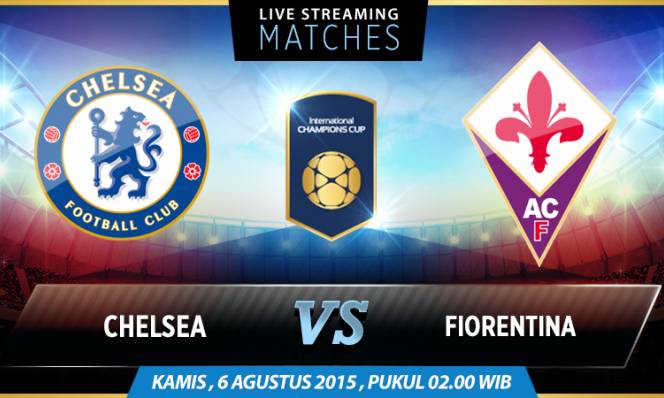 LIVE STREAMING
MATCHES
CHELSEA
FOOTBALL CLUB
International
CHAMPIONS CUP
AC
F
CHELSEA
VS
FIORENTINA
KAMIS , 6 AGUSTUS 2015 , PUKUL 02.00 WIB